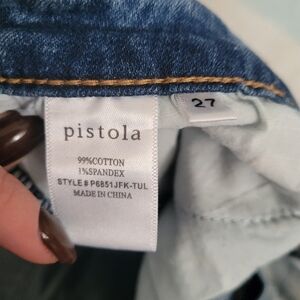 pistola
99%COTTON
1%SPANDEX
STYLE # P6851JFK-TUL
MADE IN CHINA
27